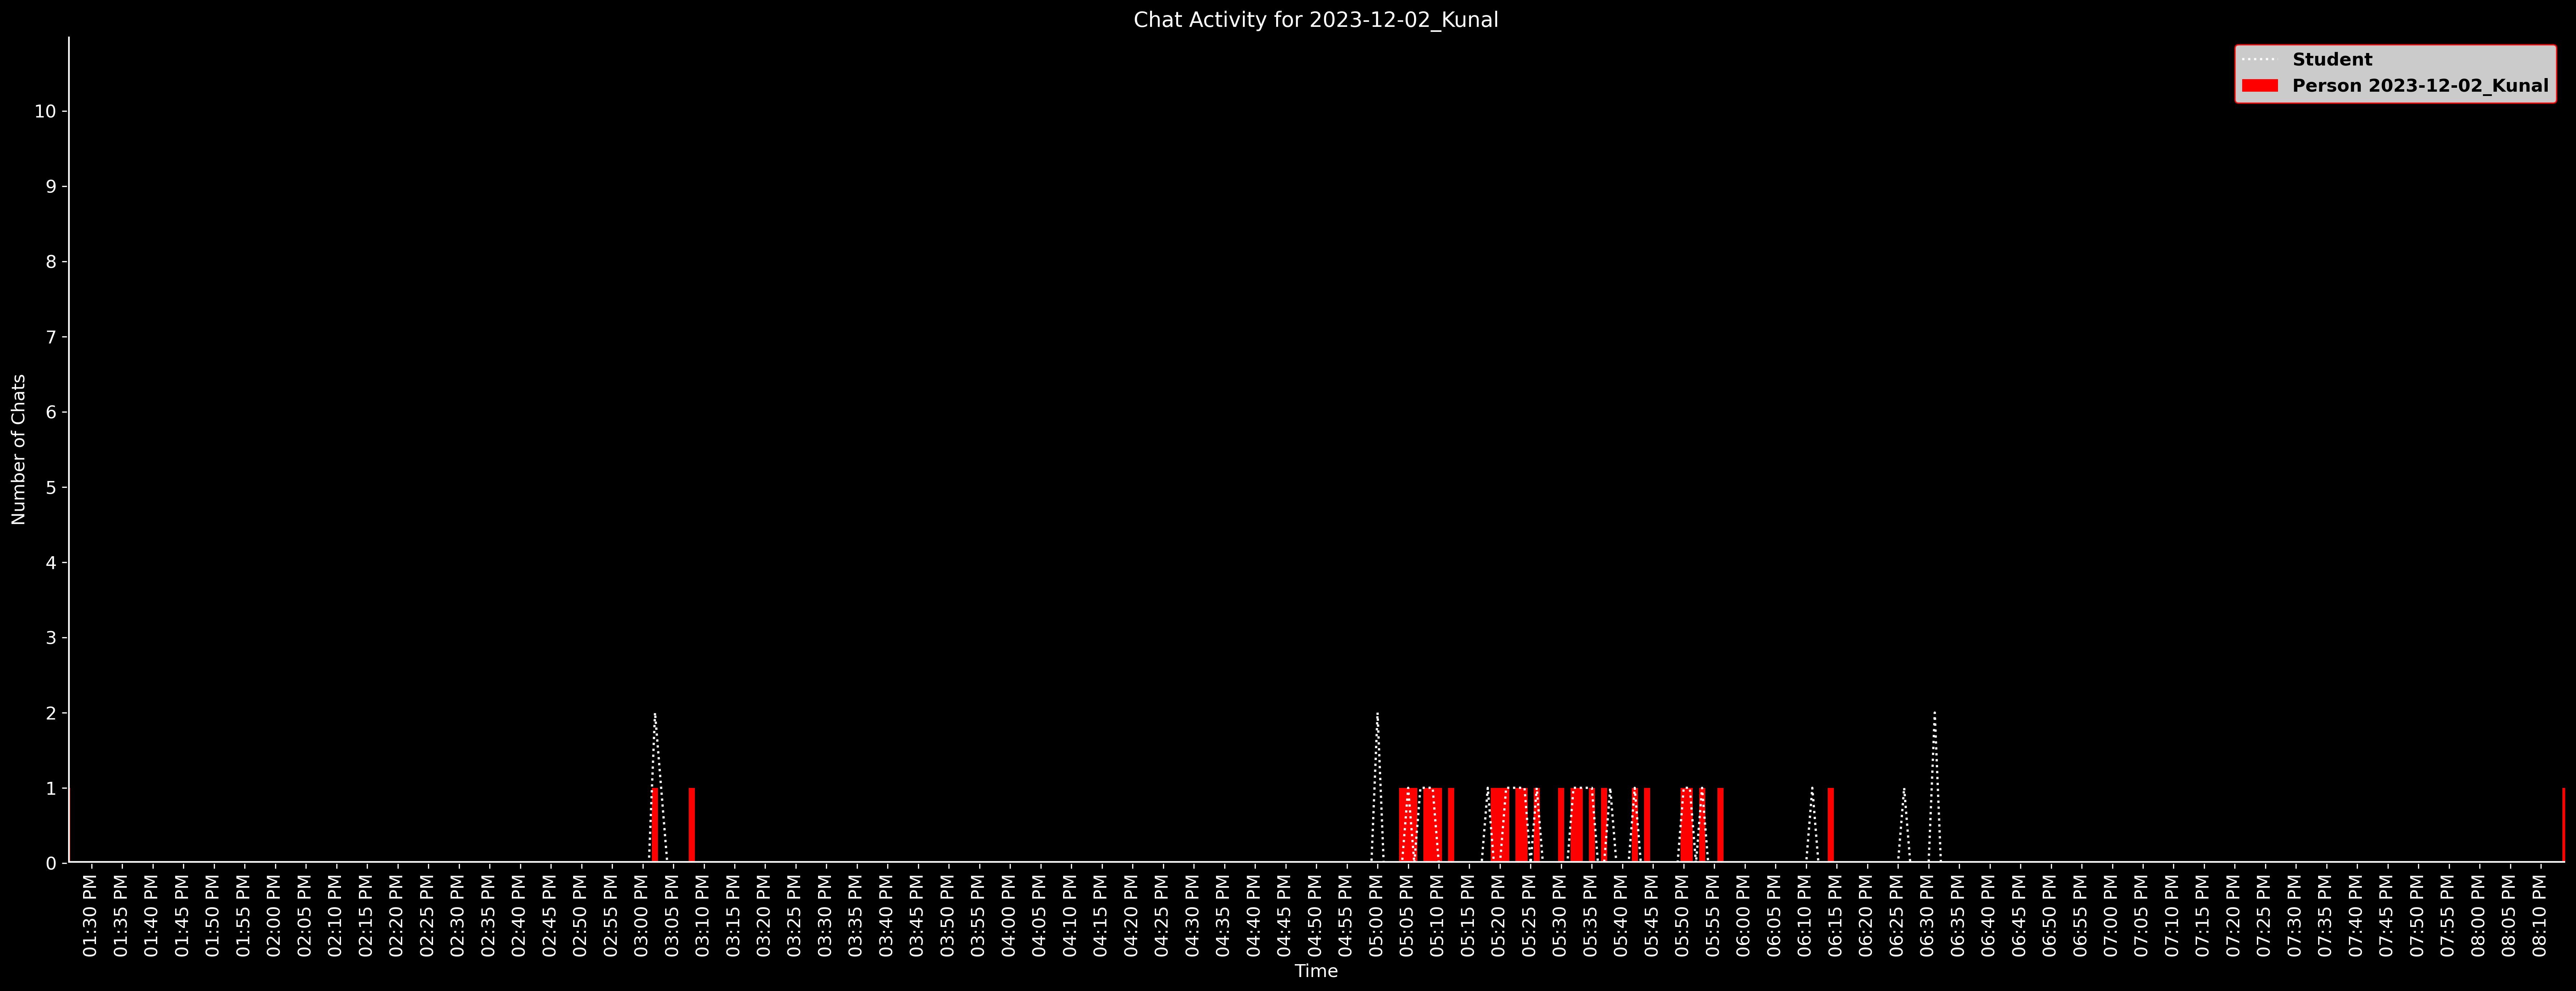 Chat Activity for 2023-12-02_Kunal
Student
Person 2023-12-02_Kunal
10
9
8
7
6
5
4
3
2
1
0
Number of Chats
01:30 PM
01:35 PM
01:40 PM
01:45 PM
01:50 PM
01:55 PM
02:00 PM
02:05 PM
02:10 PM
02:15 PM
02:20 PM
02:25 PM
02:30 PM
02:35 PM
02:40 PM
02:45 PM
02:50 PM
02:55 PM
03:00 PM
03:05 PM
03:10 PM
03:15 PM
03:20 PM
03:25 PM
03:30 PM
03:35 PM
03:40 PM
03:45 PM
03:50 PM
03:55 PM
04:00 PM
04:05 PM
04:10 PM
04:15 PM
04:20 PM
04:25 PM
04:30 PM
04:35 PM
04:40 PM
04:45 PM
04:50 PM
04:55 PM
05:00 PM
05:05 PM
05:10 PM
05:15 PM
05:20 PM
05:25 PM
05:30 PM
05:35 PM
05:40 PM
05:45 PM
05:50 PM
05:55 PM
06:00 PM
06:05 PM
06:10 PM
06:15 PM
06:20 PM
06:25 PM
06:30 PM
06:35 PM
06:40 PM
06:45 PM
06:50 PM
06:55 PM
07:00 PM
07:05 PM
07:10 PM
07:15 PM
07:20 PM
07:25 PM
07:30 PM
07:35 PM
07:40 PM
07:45 PM
07:50 PM
07:55 PM
08:00 PM
08:05 PM
08:10 PM
Time